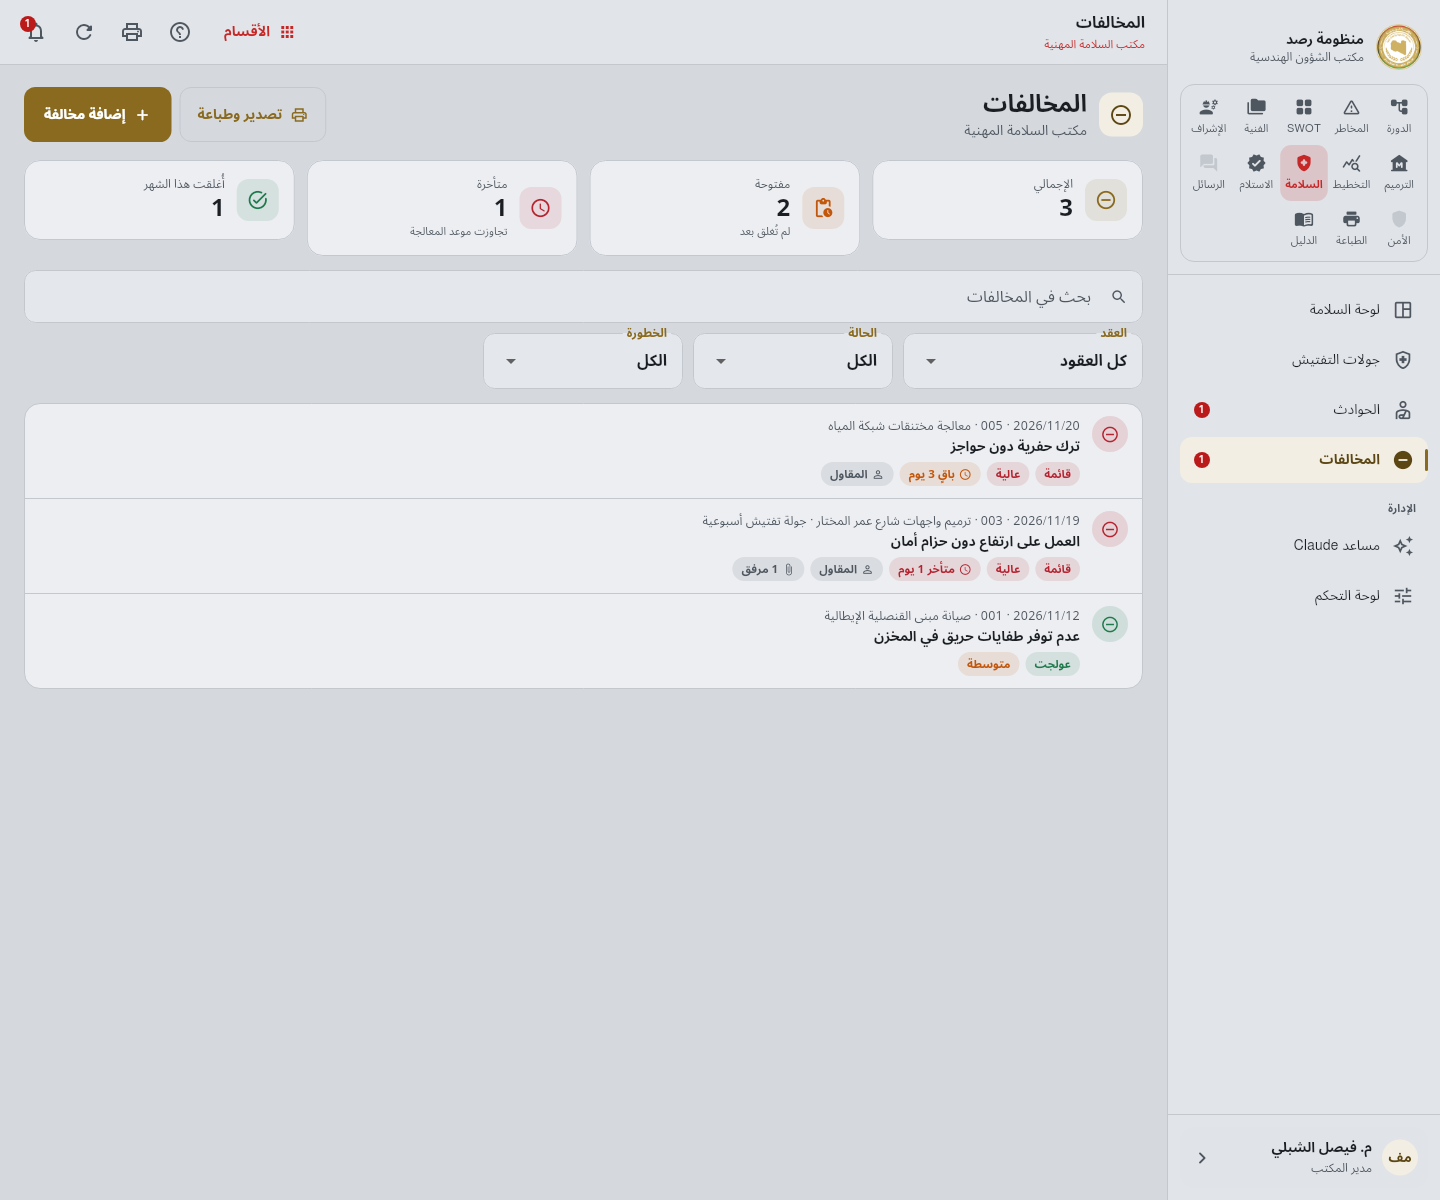 منظومة رصد
مكتب الشؤون الهندسية
الدورة
المخاطر
SWOT
الفنية
الإشراف
الترميم
التخطيط
السلامة
الاستلام
الرسائل
الأمن
الطباعة
الدليل
لوحة السلامة
جولات التفتيش
الحوادث
1
المخالفات
1
الإدارة
مساعد Claude
لوحة التحكم
مف
م. فيصل الشبلي
مدير المكتب
المخالفات
مكتب السلامة المهنية
الأقسام
1
المخالفات
مكتب السلامة المهنية
تصدير وطباعة
إضافة مخالفة
الإجمالي
3
مفتوحة
2
لم تُغلق بعد
متأخرة
1
تجاوزت موعد المعالجة
أُغلقت هذا الشهر
1
بحث في المخالفات
العقد
كل العقود
الحالة
الكل
الخطورة
الكل
2026/11/20 · 005 · معالجة مختنقات شبكة المياه
ترك حفرية دون حواجز
قائمة
عالية
باقٍ 3 يوم
المقاول
2026/11/19 · 003 · ترميم واجهات شارع عمر المختار · جولة تفتيش أسبوعية
العمل على ارتفاع دون حزام أمان
قائمة
عالية
متأخر 1 يوم
المقاول
1 مرفق
2026/11/12 · 001 · صيانة مبنى القنصلية الإيطالية
عدم توفر طفايات حريق في المخزن
عولجت
متوسطة